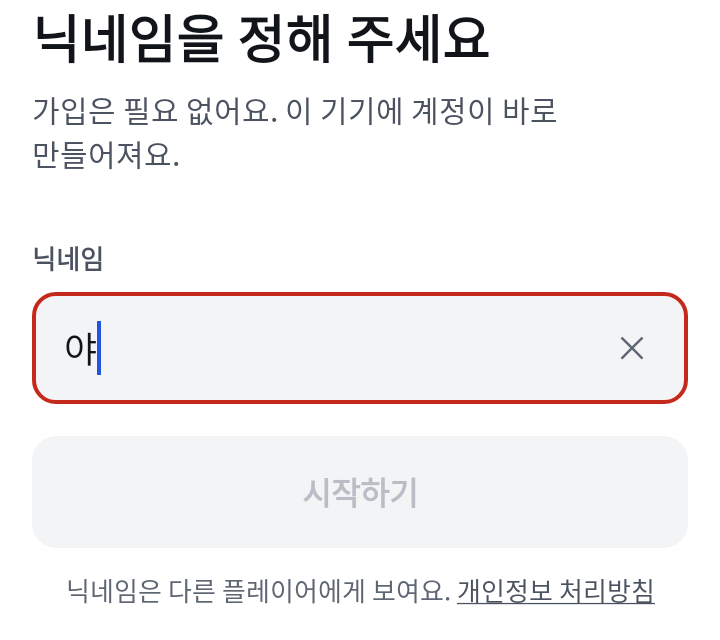 닉네임을 정해 주세요
가입은 필요 없어요. 이 기기에 계정이 바로
만들어져요.
닉네임
야
시작하기
닉네임은 다른 플레이어에게 보여요. 개인정보 처리방침